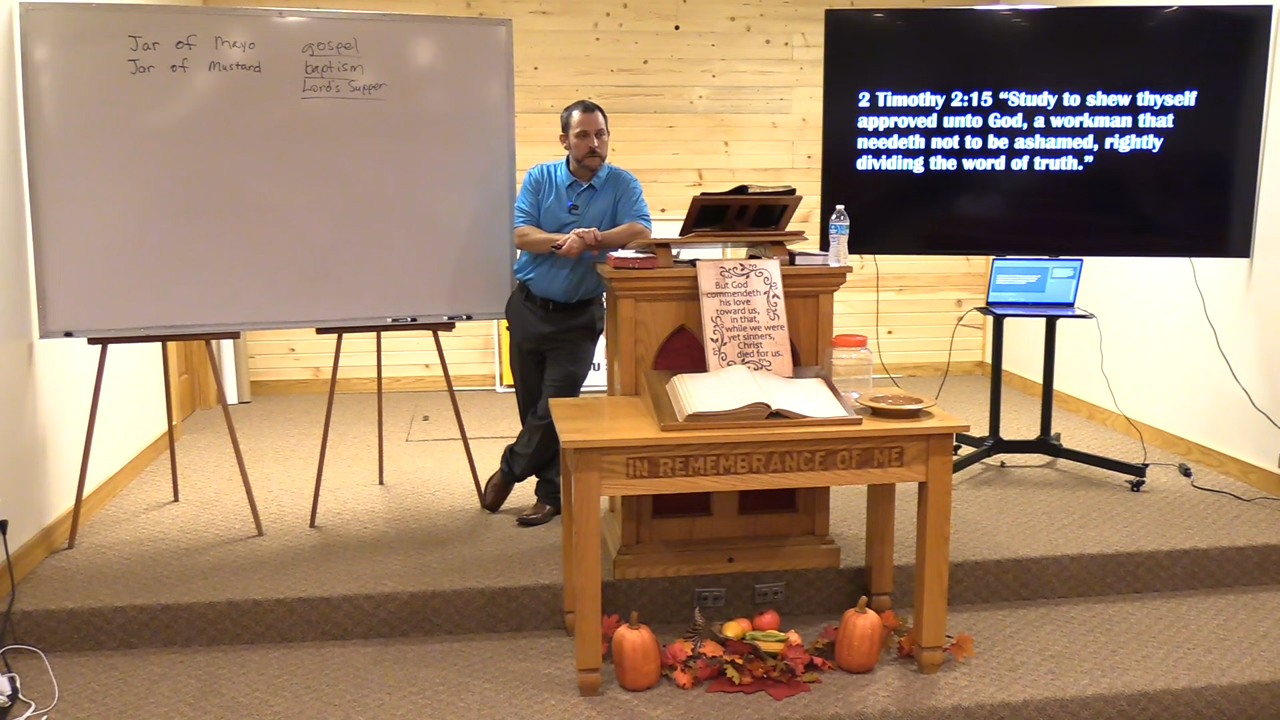 Jar of Mayo gospel
Jar of Mustard baptism
Lord's Supper
2 Timothy 2:15 “Study to shew thyself
approved unto God, a workman that
needeth not to be ashamed, rightly
dividing the word of truth.”
But God
commendeth
his love
toward us,
in that,
while we were
yet sinners,
Christ
died for us.
IN REMEMBRANCE OF ME